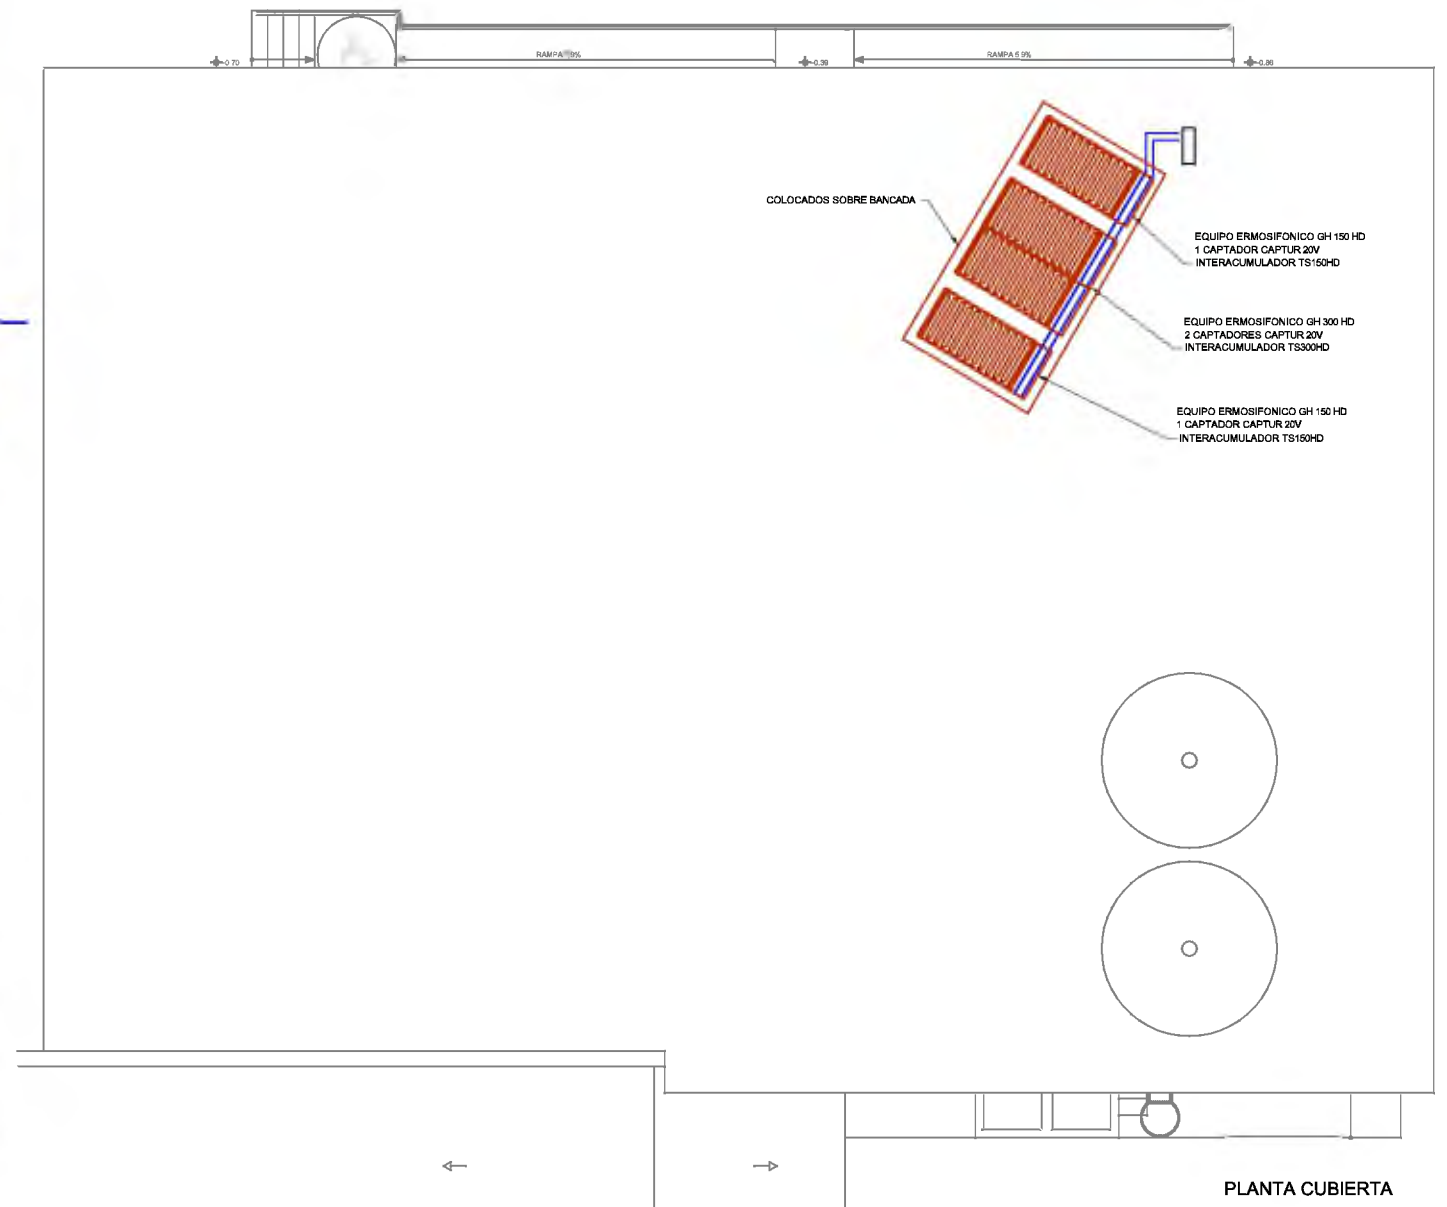 RAMPA
RAMPA 5.9%
-0.70
-0.39
-0.86
COLOCADOS SOBRE BANCADA
EQUIPO ERMOSIFONICO GH 150 HD
1 CAPTADOR CAPTUR 20V
INTERACUMULADOR TS150HD
EQUIPO ERMOSIFONICO GH 300 HD
2 CAPTADORES CAPTUR 20V
INTERACUMULADOR TS300HD
EQUIPO ERMOSIFONICO GH 150 HD
1 CAPTADOR CAPTUR 20V
INTERACUMULADOR TS150HD
PLANTA CUBIERTA